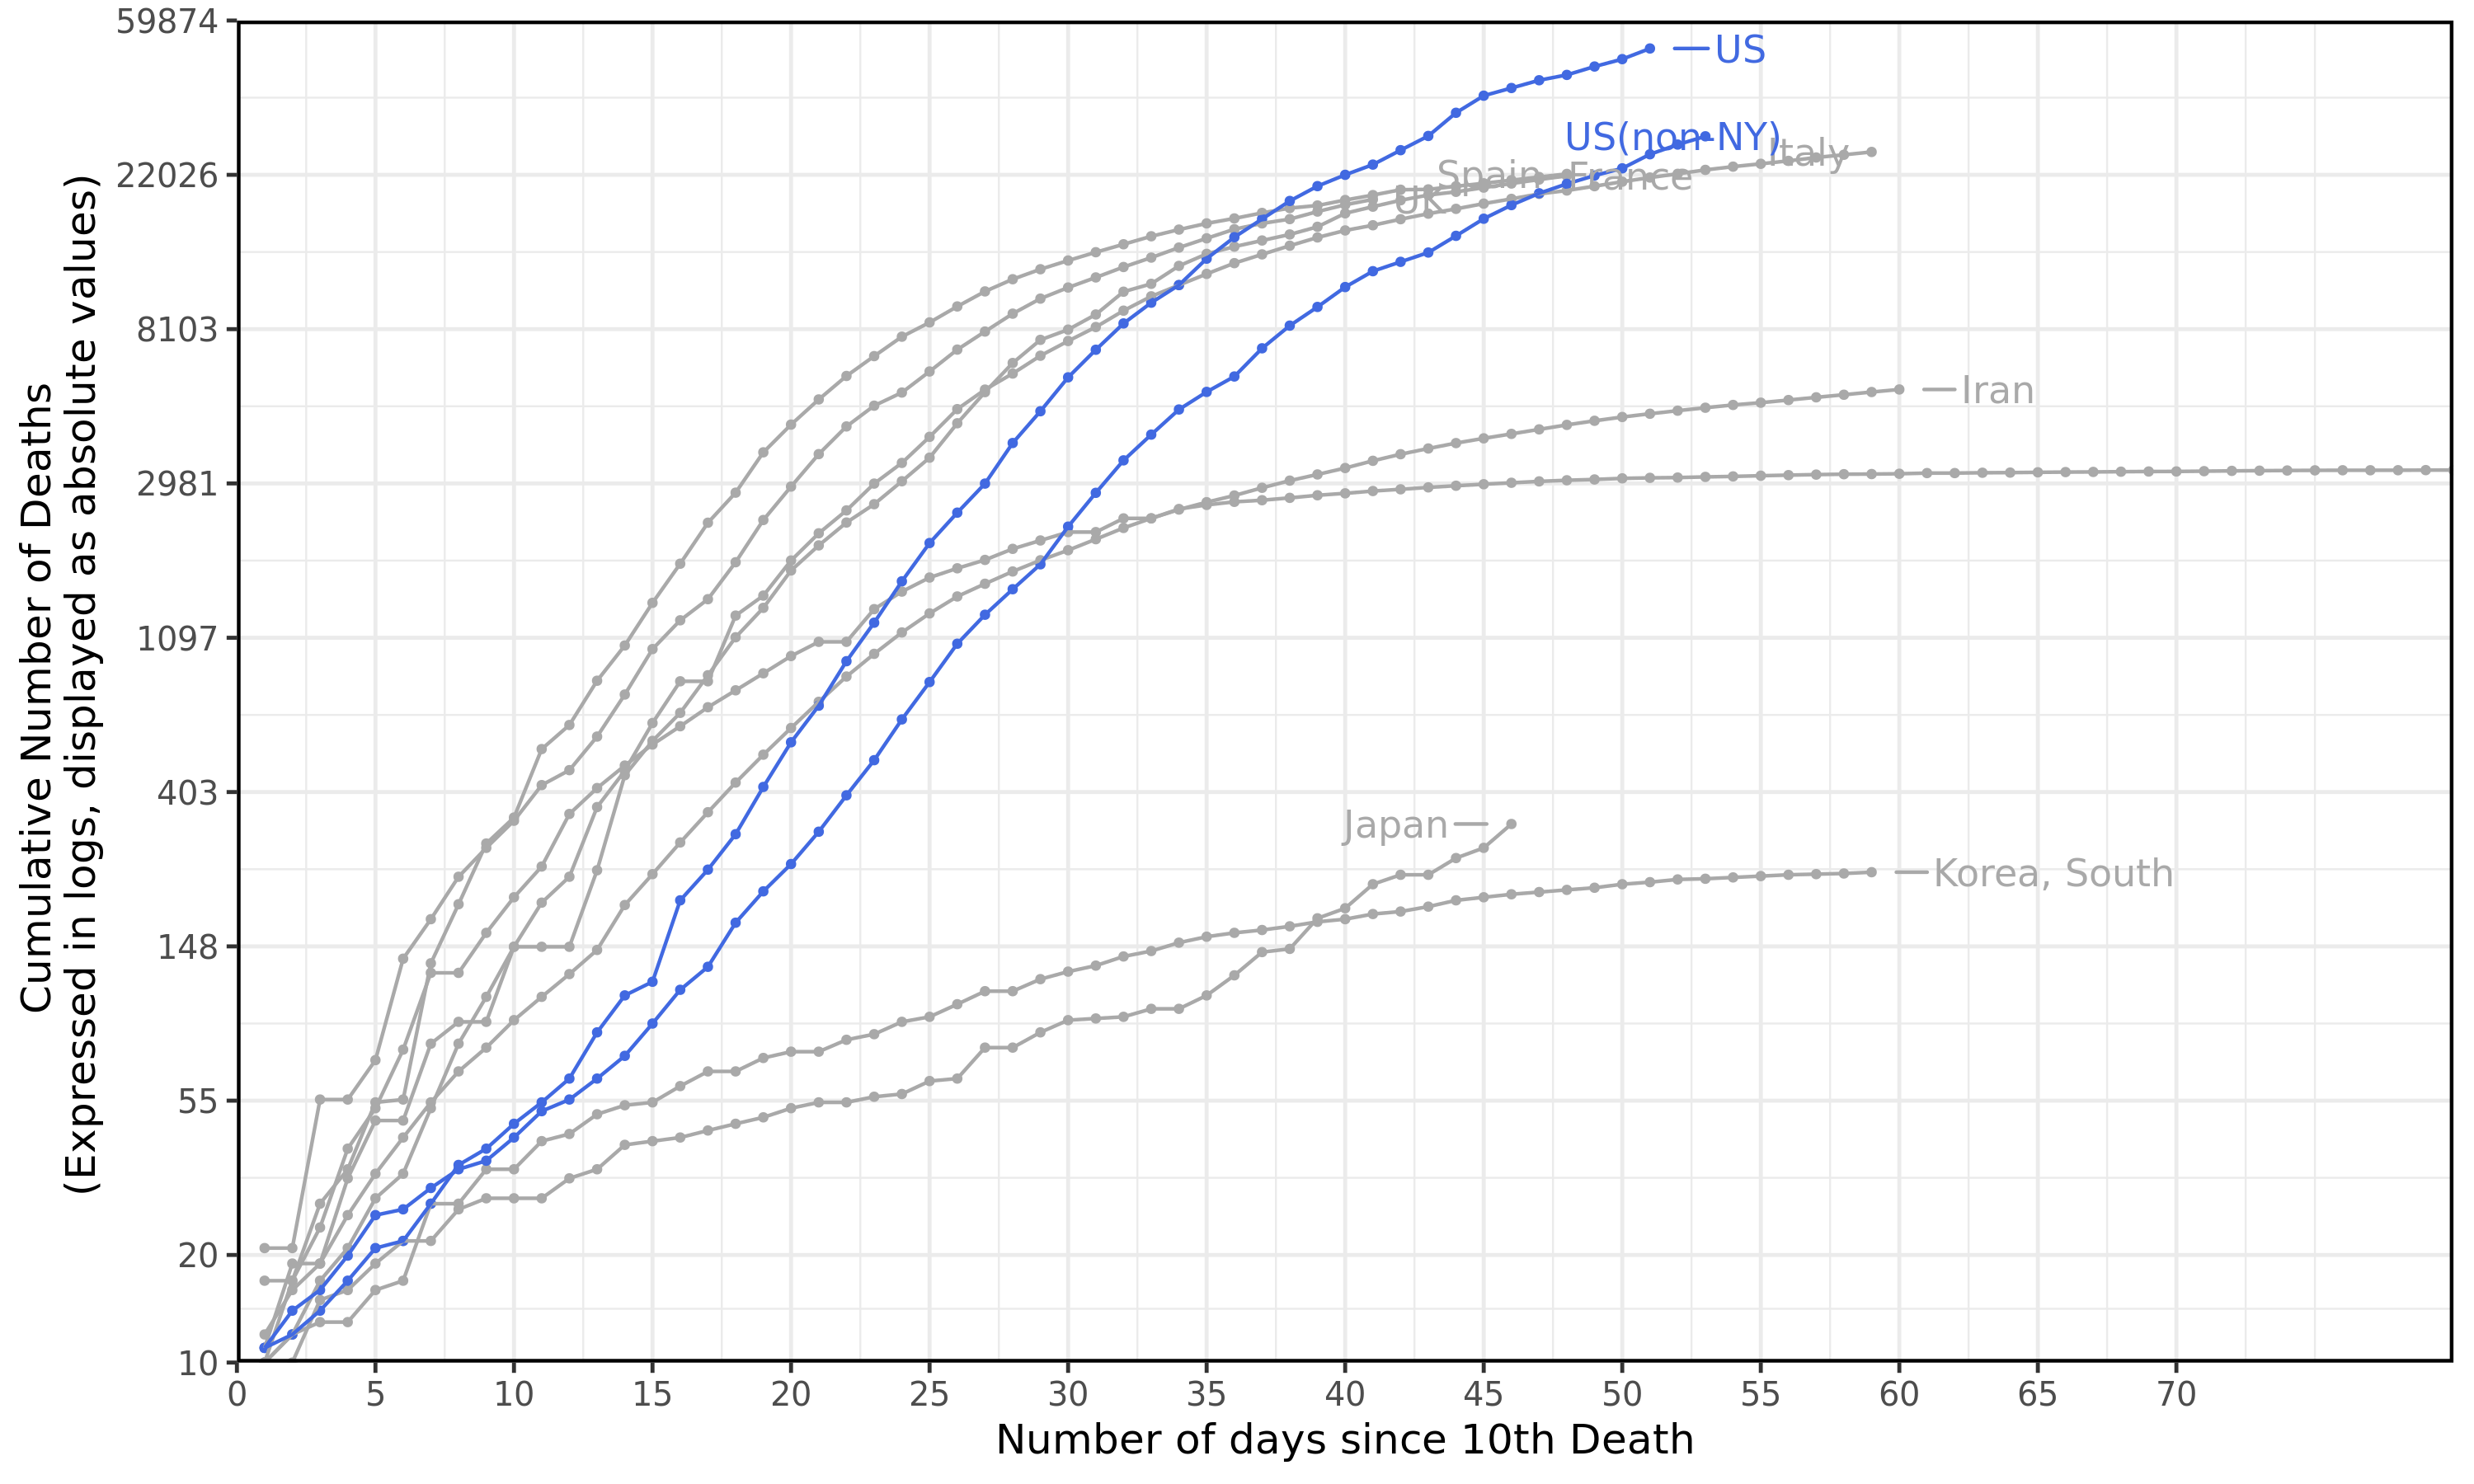 Cumulative Number of Deaths
(Expressed in logs, displayed as absolute values)
59874
22026
8103
2981
1097
403
148
55
20
10
US
US(non-NY)
Italy
Spain
France
UK
Iran
Japan
Korea, South
0 5 10 15 20 25 30 35 40 45 50 55 60 65 70
Number of days since 10th Death